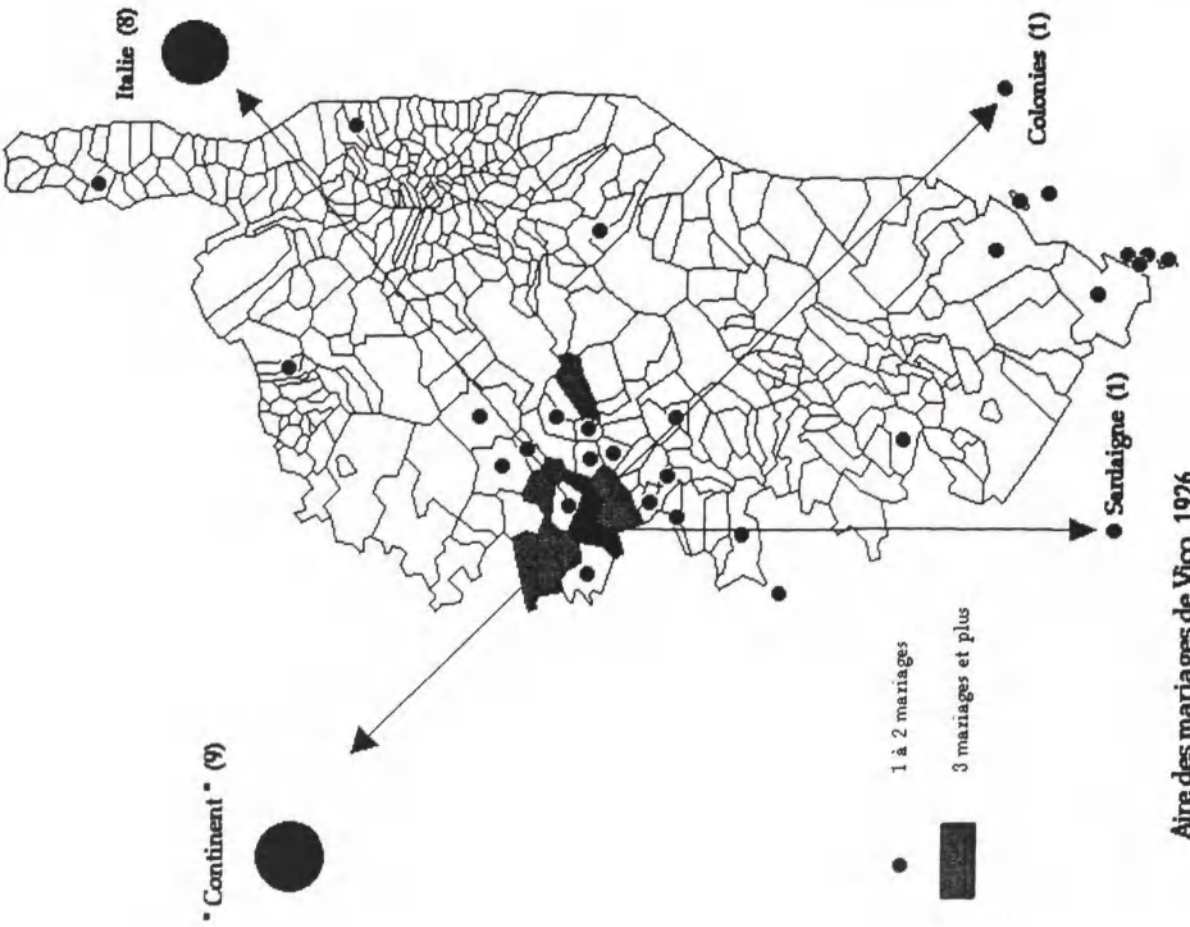 Italie (8)
" Continent " (9)
Colonies (1)
Sardaigne (1)
1 à 2 mariages
3 mariages et plus
Aire des mariages de Vico, 1926